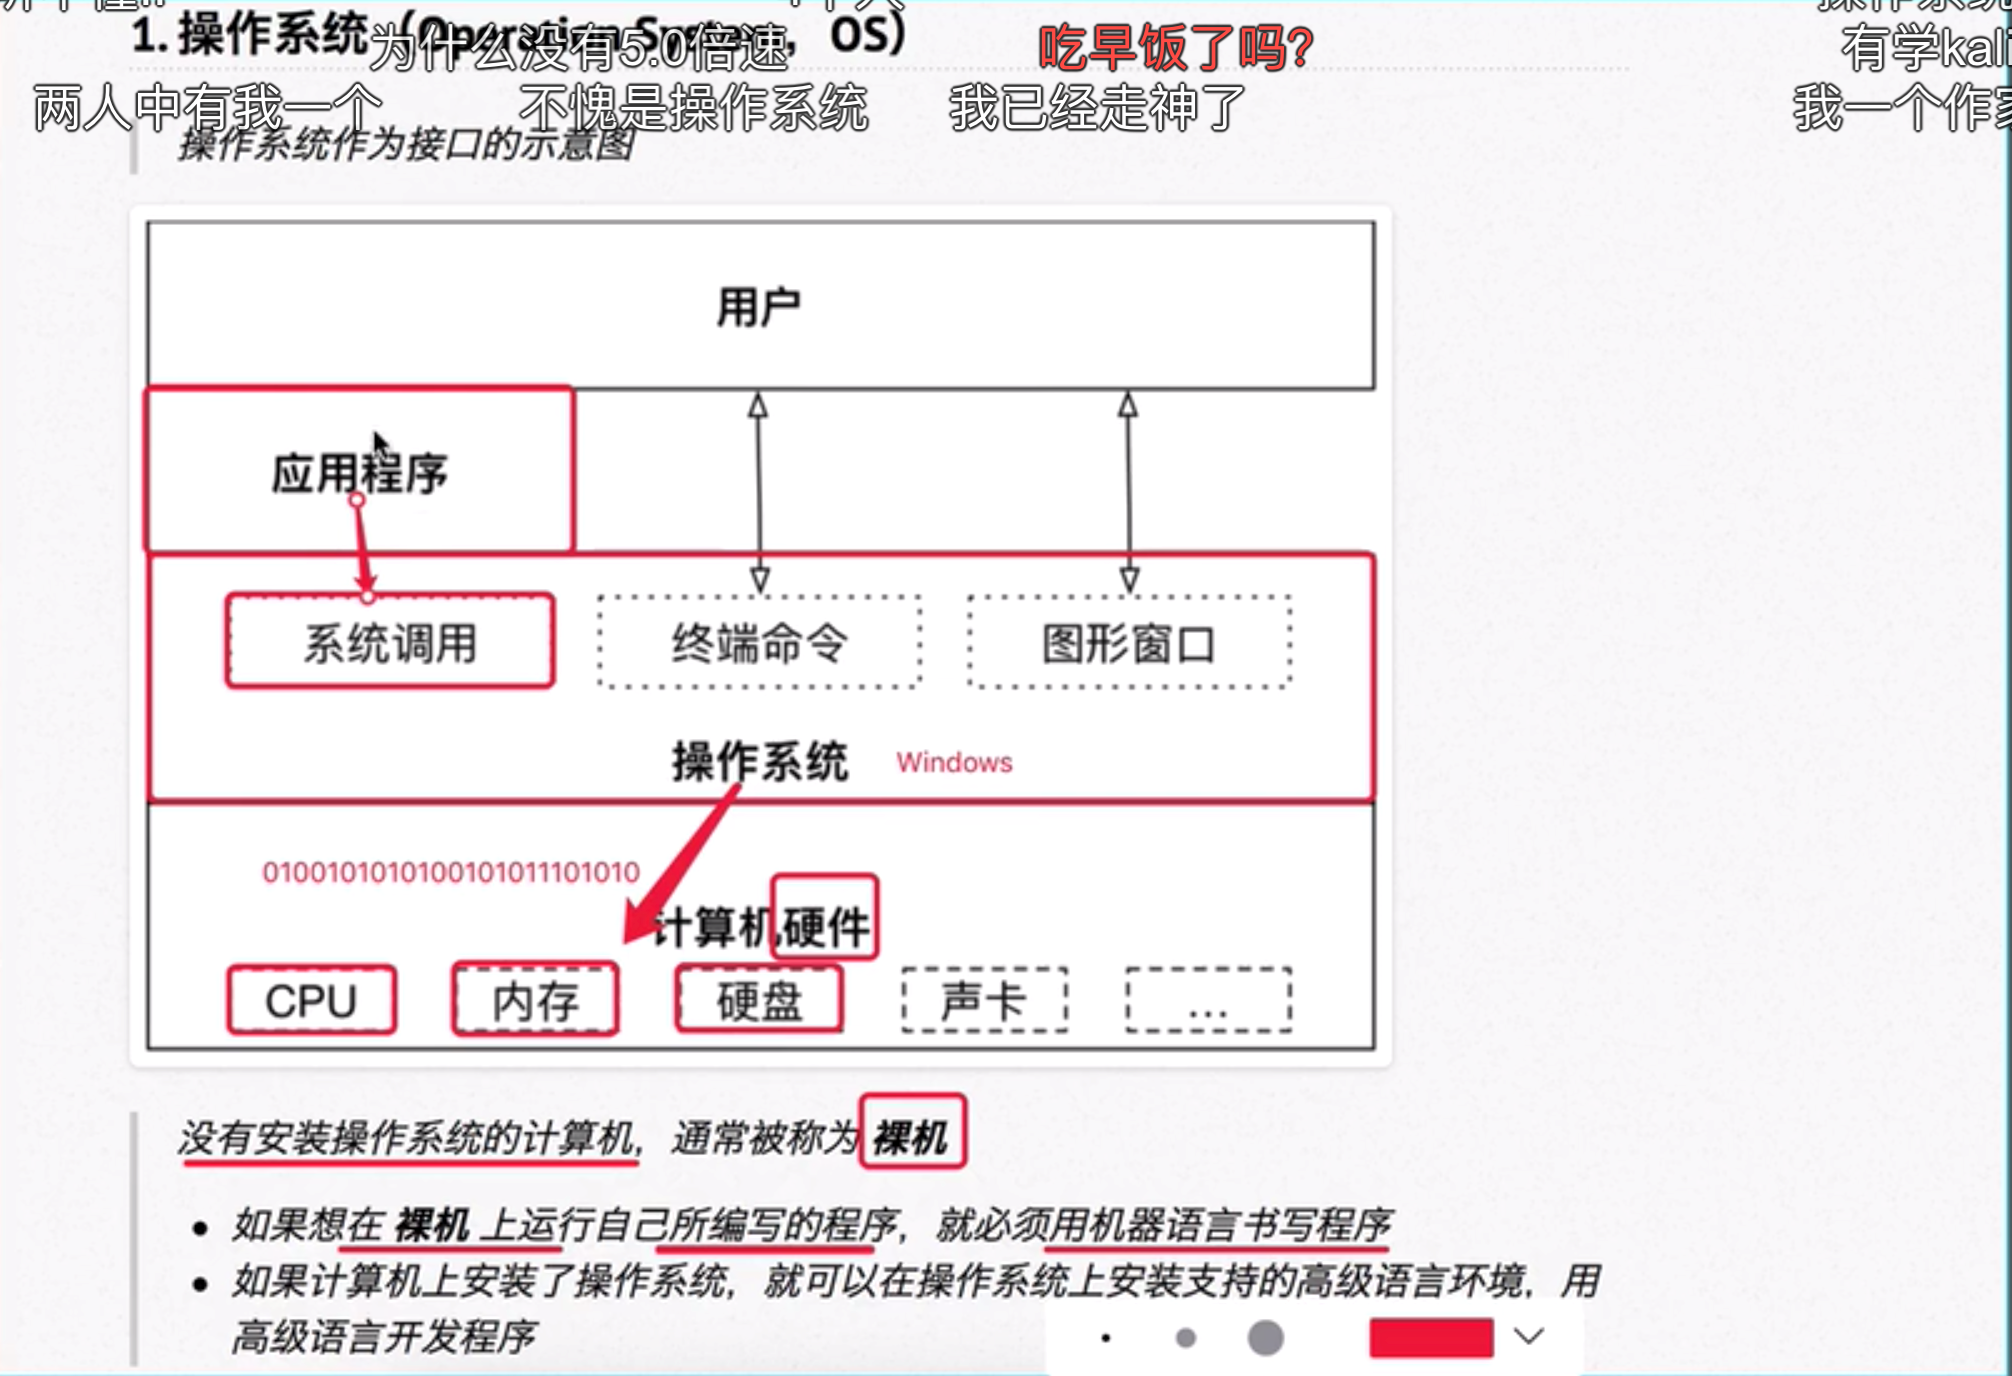 1. 操作系统（Operation System，OS）
为什么没有5.0倍速
吃早饭了吗?
有学kali
两人中有我一个
不愧是操作系统
我已经走神了
我一个作家
操作系统作为接口的示意图
用户
应用程序
系统调用
终端命令
图形窗口
操作系统
Windows
0100101010100101011101010
计算机硬件
CPU
内存
硬盘
声卡
...
没有安装操作系统的计算机，通常被称为 裸机
如果想在 裸机 上运行自己所编写的程序，就必须用机器语言书写程序
如果计算机上安装了操作系统，就可以在操作系统上安装支持的高级语言环境，用
高级语言开发程序